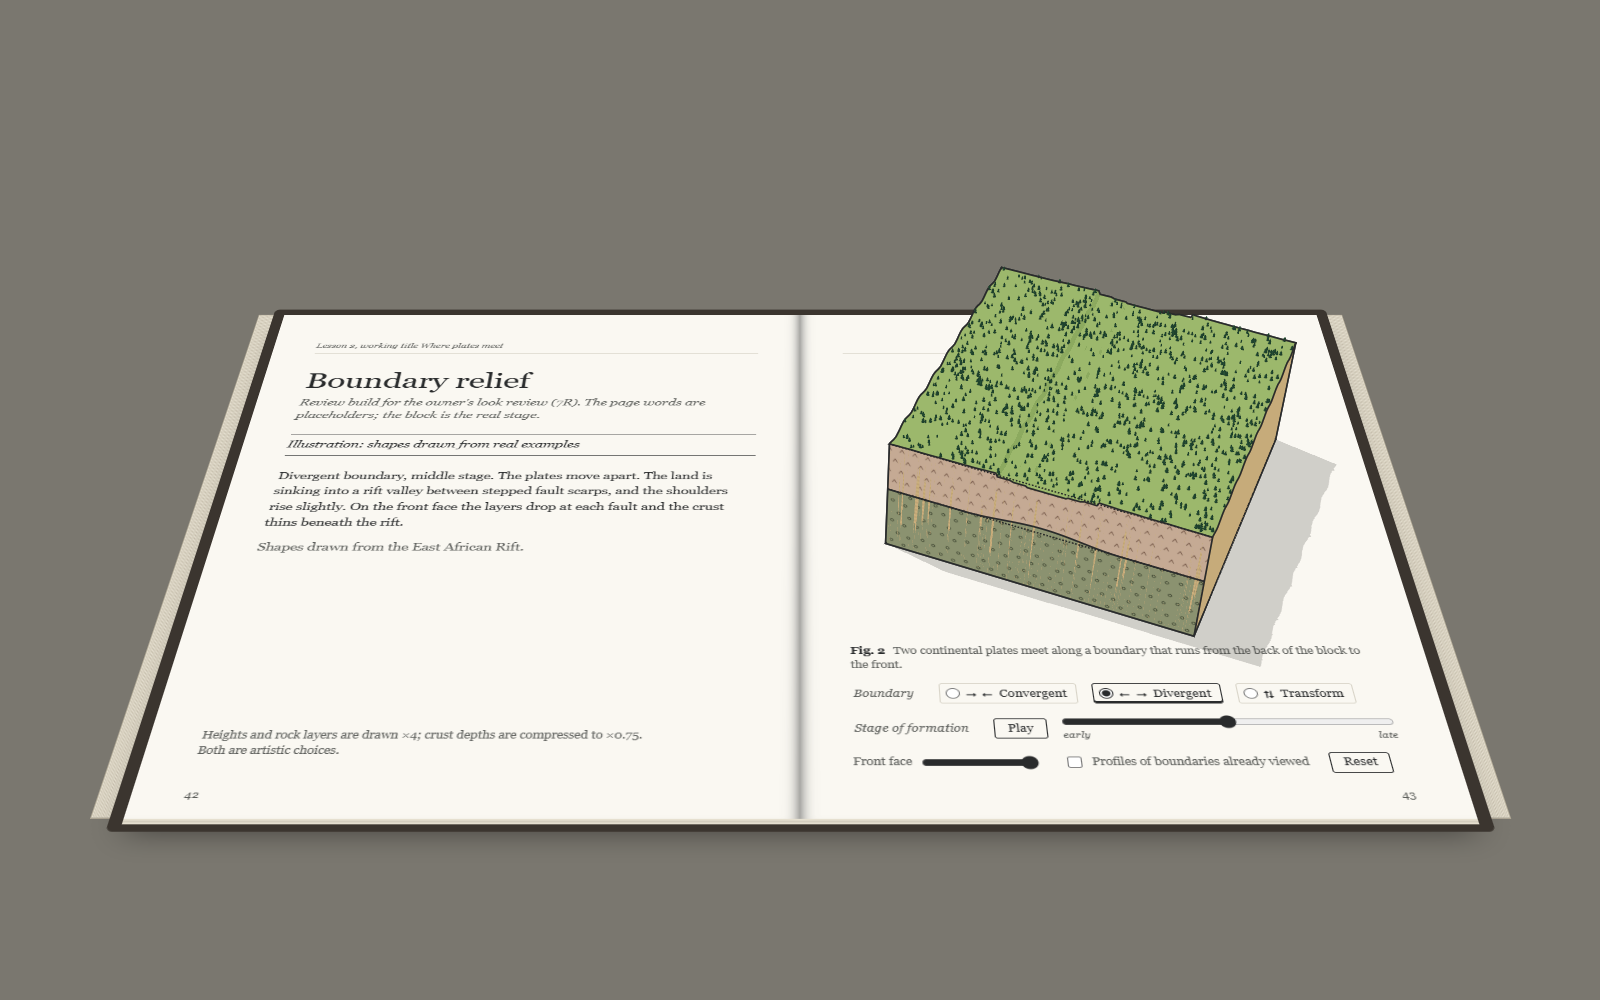 Lesson 2, working title Where plates meet
Boundary relief
Review build for the owner's look review (7R). The page words are
placeholders; the block is the real stage.
Illustration: shapes drawn from real examples
Divergent boundary, middle stage. The plates move apart. The land is
sinking into a rift valley between stepped fault scarps, and the shoulders
rise slightly. On the front face the layers drop at each fault and the crust
thins beneath the rift.
Shapes drawn from the East African Rift.
Heights and rock layers are drawn ×4; crust depths are compressed to ×0.75.
Both are artistic choices.
42
Fig. 2 Two continental plates meet along a boundary that runs from the back of the block to
the front.
Boundary → ← Convergent ← → Divergent ⇅ Transform
Stage of formation Play early late
Front face Profiles of boundaries already viewed Reset
43